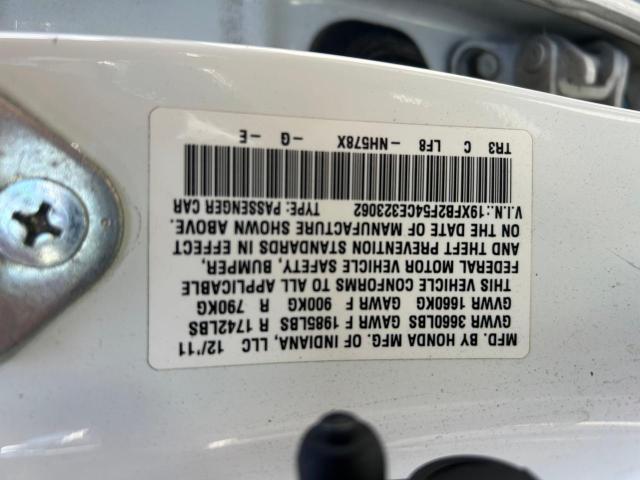 MFD. BY HONDA MFG. OF INDIANA, LLC 12/'11
GVWR 3660LBS GAWR F 1985LBS R 1742LBS
GVWR 1660KG GAWR F 900KG R 790KG
THIS VEHICLE CONFORMS TO ALL APPLICABLE
FEDERAL MOTOR VEHICLE SAFETY, BUMPER,
AND THEFT PREVENTION STANDARDS IN EFFECT
ON THE DATE OF MANUFACTURE SHOWN ABOVE.
V.I.N.:19XFB2F54CE323062 TYPE: PASSENGER CAR
TR3 C LF8 -NH578X -G -E